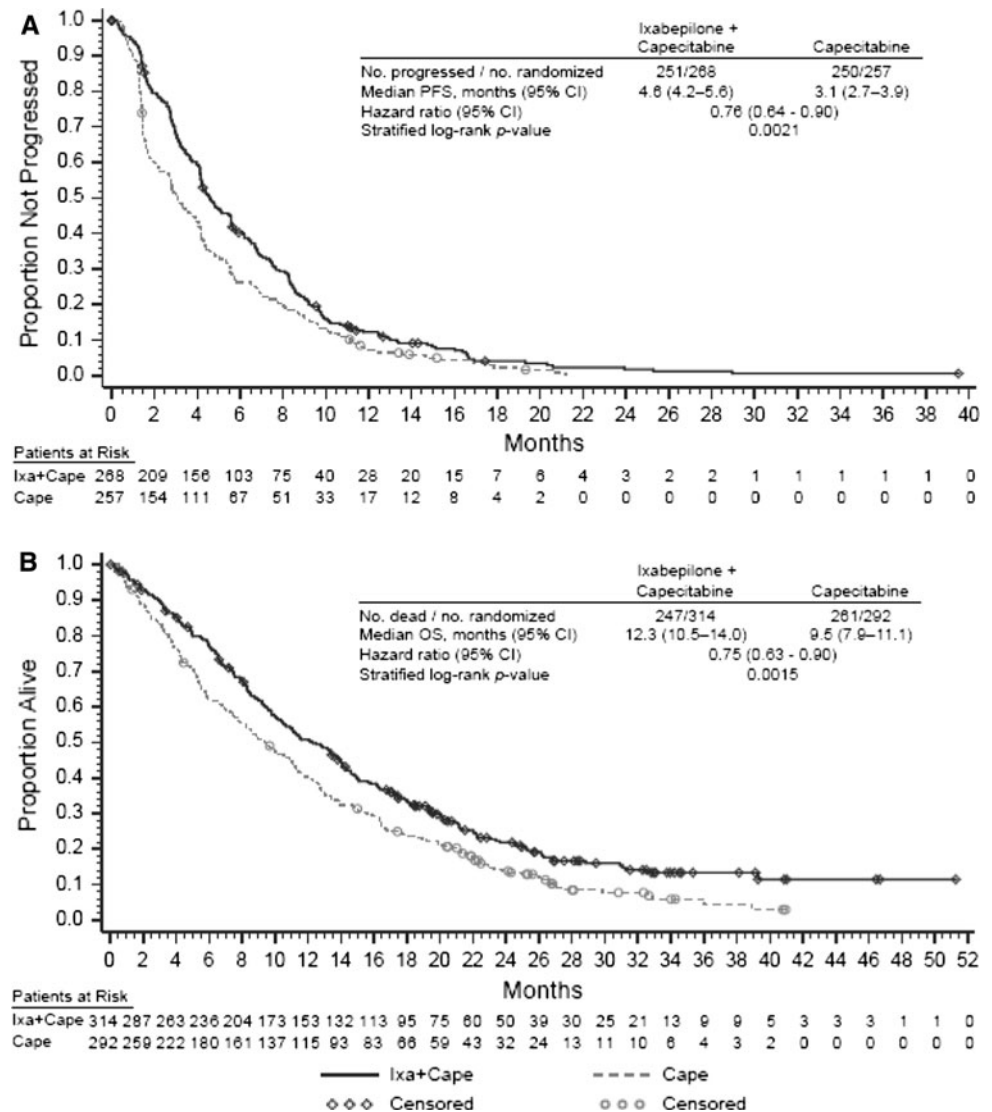 A
Ixabepilone +
Capecitabine Capecitabine
No. progressed / no. randomized 251/268 250/257
Median PFS, months (95% CI) 4.6 (4.2–5.6) 3.1 (2.7–3.9)
Hazard ratio (95% CI) 0.76 (0.64 - 0.90)
Stratified log-rank p-value 0.0021
Proportion Not Progressed
1.0
0.9
0.8
0.7
0.6
0.5
0.4
0.3
0.2
0.1
0.0
0 2 4 6 8 10 12 14 16 18 20 22 24 26 28 30 32 34 36 38 40
Months
Patients at Risk
Ixa+Cape 268 209 156 103 75 40 28 20 15 7 6 4 3 2 2 1 1 1 1 1 0
Cape 257 154 111 67 51 33 17 12 8 4 2 0 0 0 0 0 0 0 0 0 0
B
Ixabepilone +
Capecitabine Capecitabine
No. dead / no. randomized 247/314 261/292
Median OS, months (95% CI) 12.3 (10.5–14.0) 9.5 (7.9–11.1)
Hazard ratio (95% CI) 0.75 (0.63 - 0.90)
Stratified log-rank p-value 0.0015
Proportion Alive
1.0
0.9
0.8
0.7
0.6
0.5
0.4
0.3
0.2
0.1
0.0
0 2 4 6 8 10 12 14 16 18 20 22 24 26 28 30 32 34 36 38 40 42 44 46 48 50 52
Months
Patients at Risk
Ixa+Cape 314 287 263 236 204 173 153 132 113 95 75 60 50 39 30 25 21 13 9 9 5 3 3 3 1 1 0
Cape 292 259 222 180 161 137 115 93 83 66 59 43 32 24 13 11 10 6 4 3 2 0 0 0 0 0 0
Ixa+Cape Cape
Censored Censored